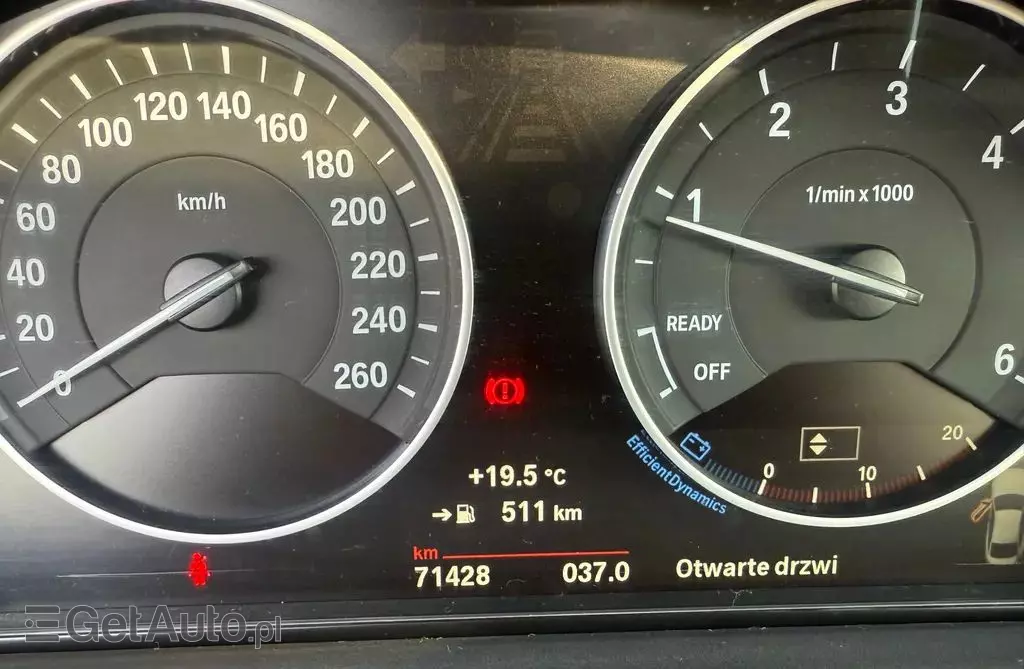 0
20
40
60
80
100
120
140
160
180
200
220
240
260
km/h
1
2
3
4
6
1/min x 1000
READY
OFF
EfficientDynamics
0
10
20
+19.5 °C
511 km
km
71428 037.0
Otwarte drzwi
GetAuto.pl